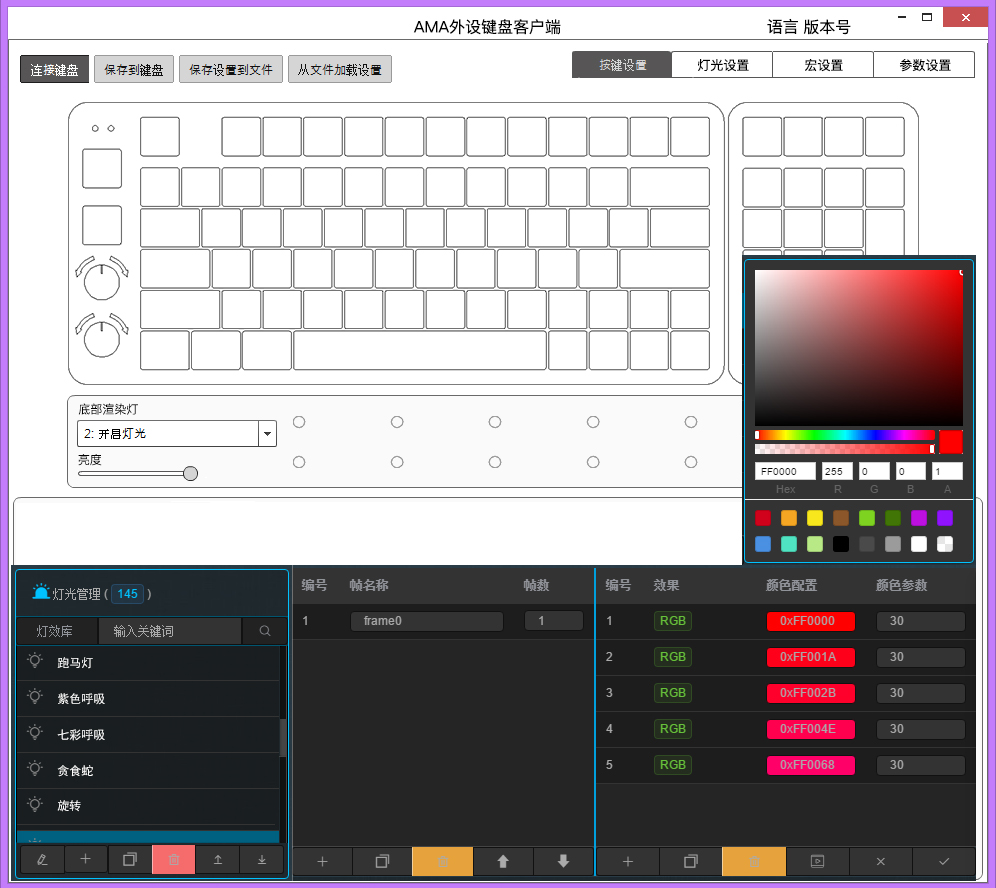 AMA外设键盘客户端
语言 版本号
连接键盘 保存到键盘 保存设置到文件 从文件加载设置
按键设置 灯光设置 宏设置 参数设置
底部渲染灯
2: 开启灯光
亮度
FF0000 255 0 0 1
Hex R G B A
灯光管理 ( 145 )
灯效库 输入关键词
跑马灯
紫色呼吸
七彩呼吸
贪食蛇
旋转
编号 帧名称 帧数
1 frame0 1
编号 效果 颜色配置 颜色参数
1 RGB 0xFF0000 30
2 RGB 0xFF001A 30
3 RGB 0xFF002B 30
4 RGB 0xFF004E 30
5 RGB 0xFF0068 30